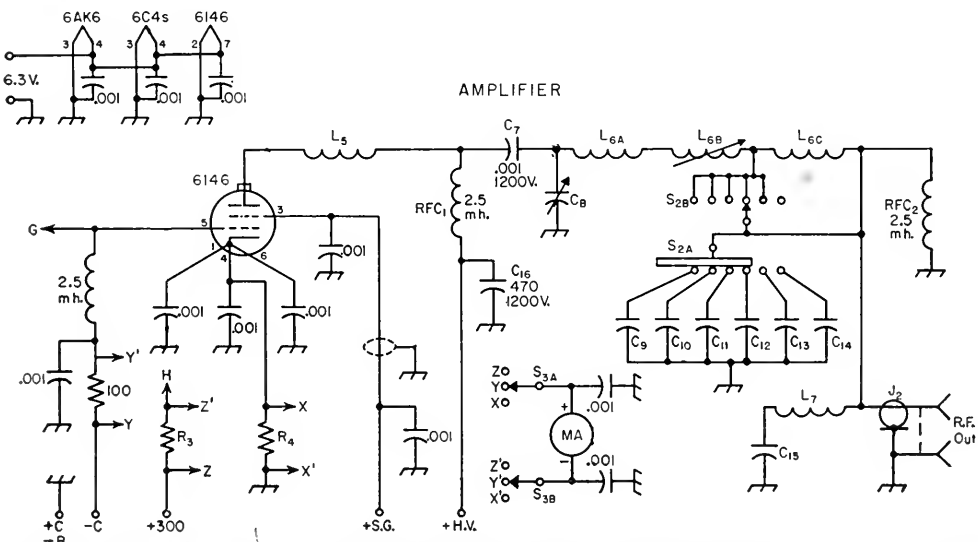 6AK6 6C4s 6146
3 4 3 4 2 7
6.3 V.
.001 .001 .001
AMPLIFIER
L5 C7 L6A L6B L6C
.001
1200V.
6146
C8
RFC1 2.5
mh.
S2B
RFC2
2.5
mh.
G 5 3
1 4 6
S2A
2.5
mh.
.001
C16
470
1200V.
.001 .001 .001
C9 C10 C11 C12 C13 C14
Y'
.001
100
H
Z'
X
Z
Y
X
S3A
.001
L7
J2
R.F.
Out
Y
R3
R4
.001
+
MA
-
C15
Z
X'
.001
Z'
Y'
X'
S3B
+C
-B
-C +300 +S.G. +H.V.